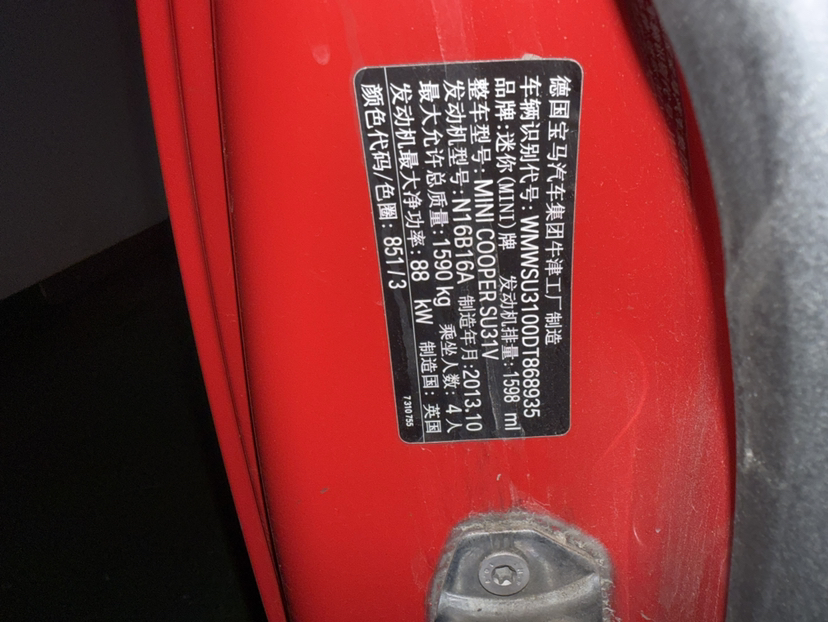 德国宝马汽车集团牛津工厂制造
车辆识别代号: WMWSU3100DT868935
品牌: 迷你(MINI)牌 发动机排量: 1598 ml
整车型号: MINI COOPER SU31V
发动机型号: N16B16A 制造年月: 2013.10
最大允许总质量: 1590 kg 乘坐人数: 4人
发动机最大净功率: 88 kW 制造国: 英国
颜色代码/色圈: 851/3
7 310 755